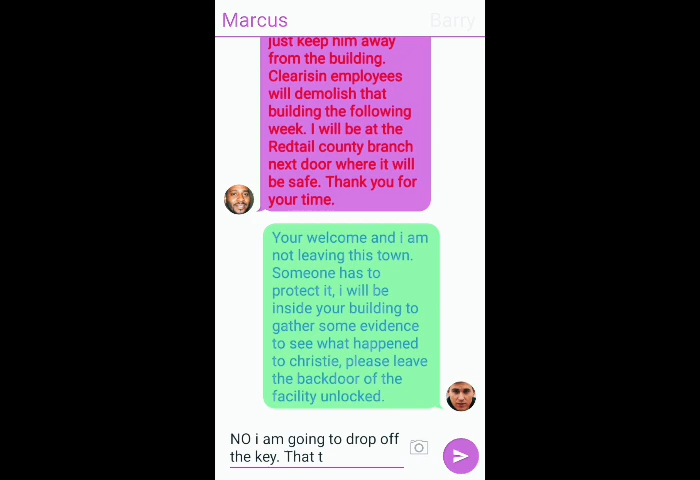 Marcus Barry
just keep him away
from the building.
Clearisin employees
will demolish that
building the following
week. I will be at the
Redtail county branch
next door where it will
be safe. Thank you for
your time.
Your welcome and i am
not leaving this town.
Someone has to
protect it, i will be
inside your building to
gather some evidence
to see what happened
to christie, please leave
the backdoor of the
facility unlocked.
NO i am going to drop off
the key. That t